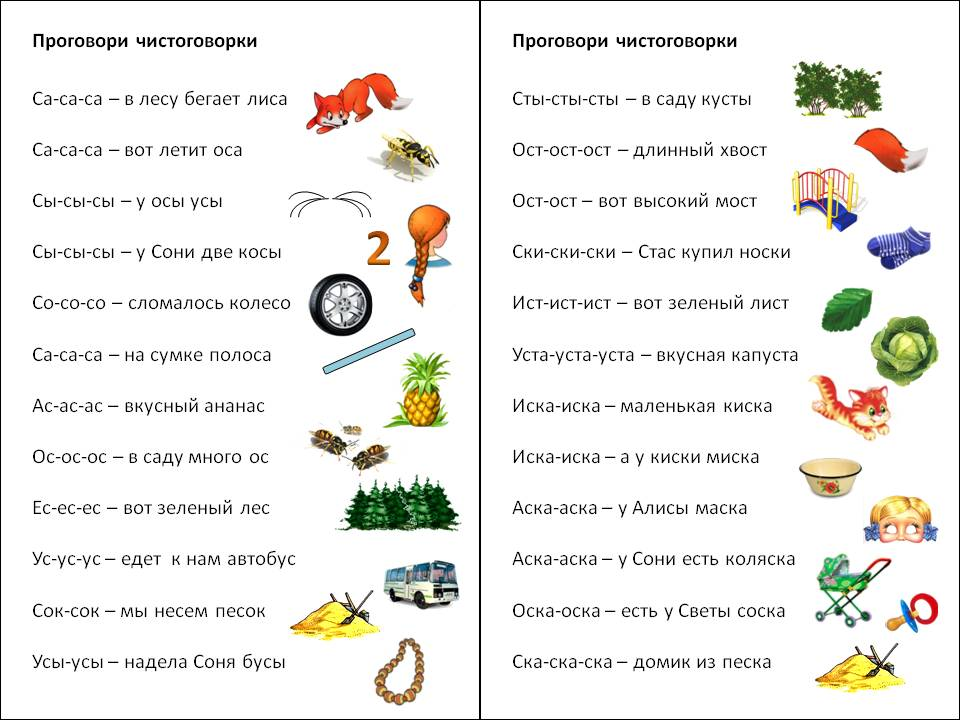 Проговори чистоговорки
Са-са-са – в лесу бегает лиса
Са-са-са – вот летит оса
Сы-сы-сы – у осы усы
Сы-сы-сы – у Сони две косы
2
Со-со-со – сломалось колесо
Са-са-са – на сумке полоса
Ас-ас-ас – вкусный ананас
Ос-ос-ос – в саду много ос
Ес-ес-ес – вот зеленый лес
Ус-ус-ус – едет к нам автобус
Сок-сок – мы несем песок
Усы-усы – надела Соня бусы
Проговори чистоговорки
Сты-сты-сты – в саду кусты
Ост-ост-ост – длинный хвост
Ост-ост – вот высокий мост
Ски-ски-ски – Стас купил носки
Ист-ист-ист – вот зеленый лист
Уста-уста-уста – вкусная капуста
Иска-иска – маленькая киска
Иска-иска – а у киски миска
Аска-аска – у Алисы маска
Аска-аска – у Сони есть коляска
Оска-оска – есть у Светы соска
Ска-ска-ска – домик из песка